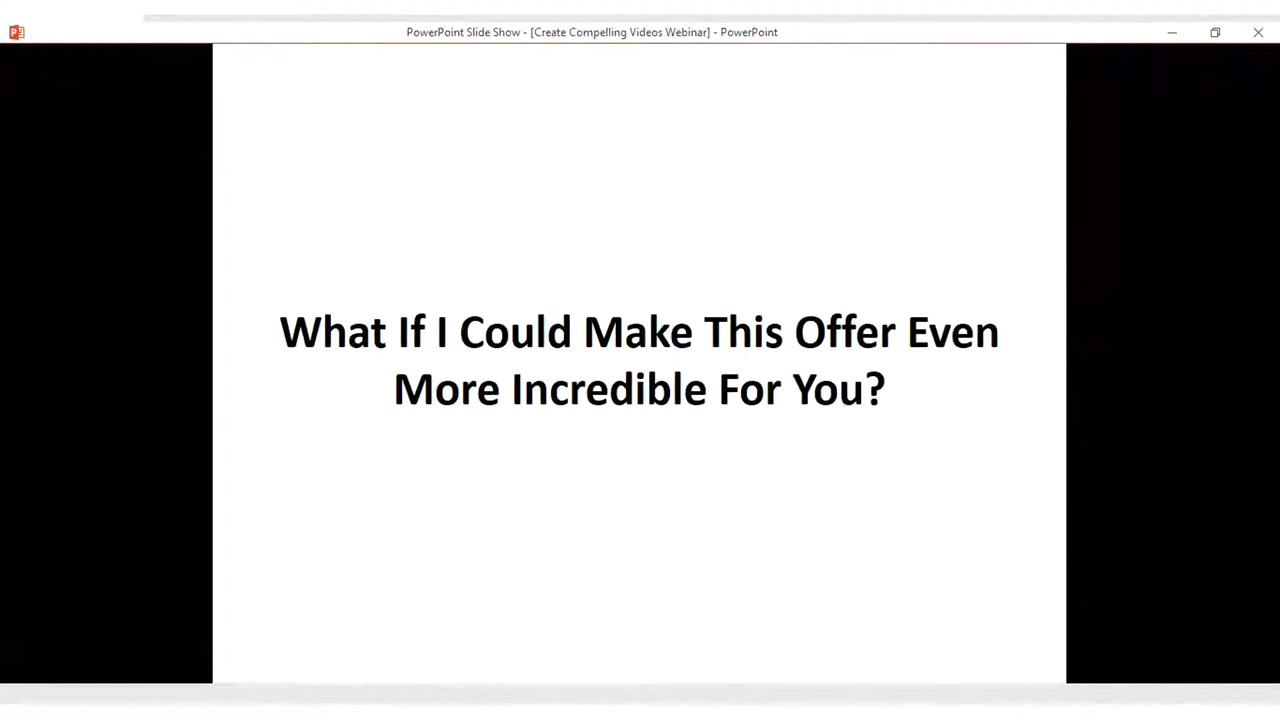 PowerPoint Slide Show - [Create Compelling Videos Webinar] - PowerPoint
What If I Could Make This Offer Even
More Incredible For You?